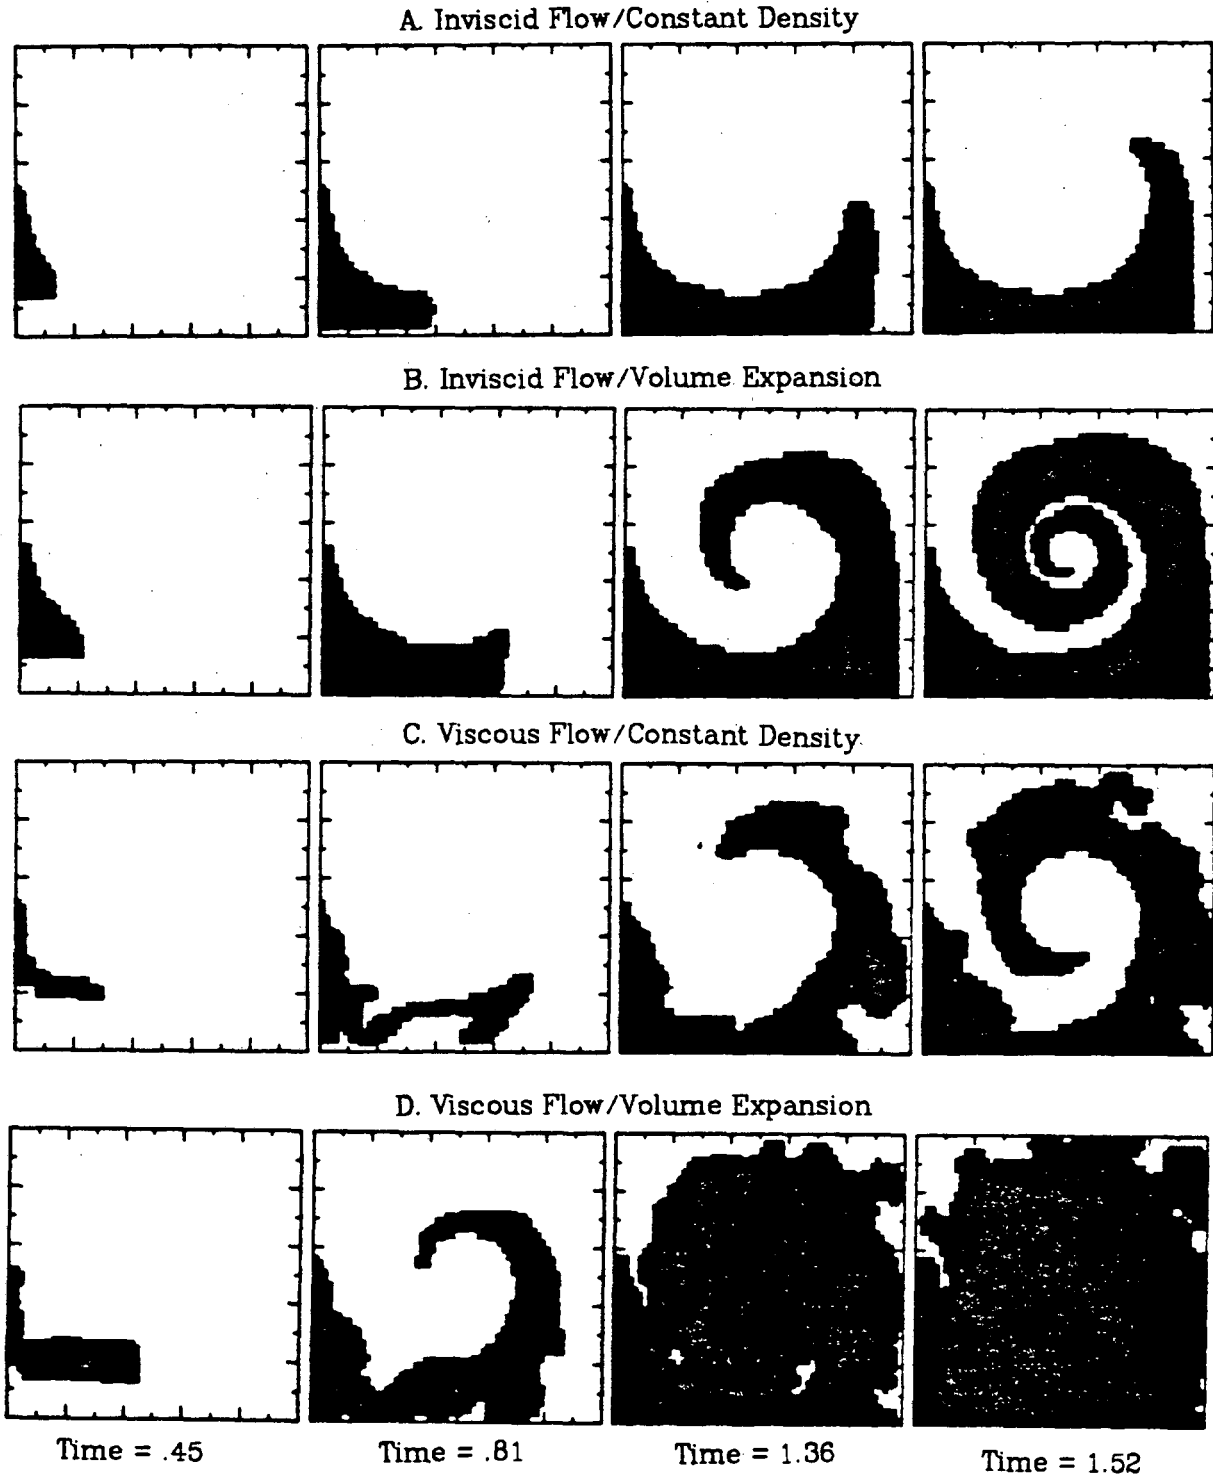 A. Inviscid Flow/Constant Density
B. Inviscid Flow/Volume Expansion
C. Viscous Flow/Constant Density
D. Viscous Flow/Volume Expansion
Time = .45
Time = .81
Time = 1.36
Time = 1.52